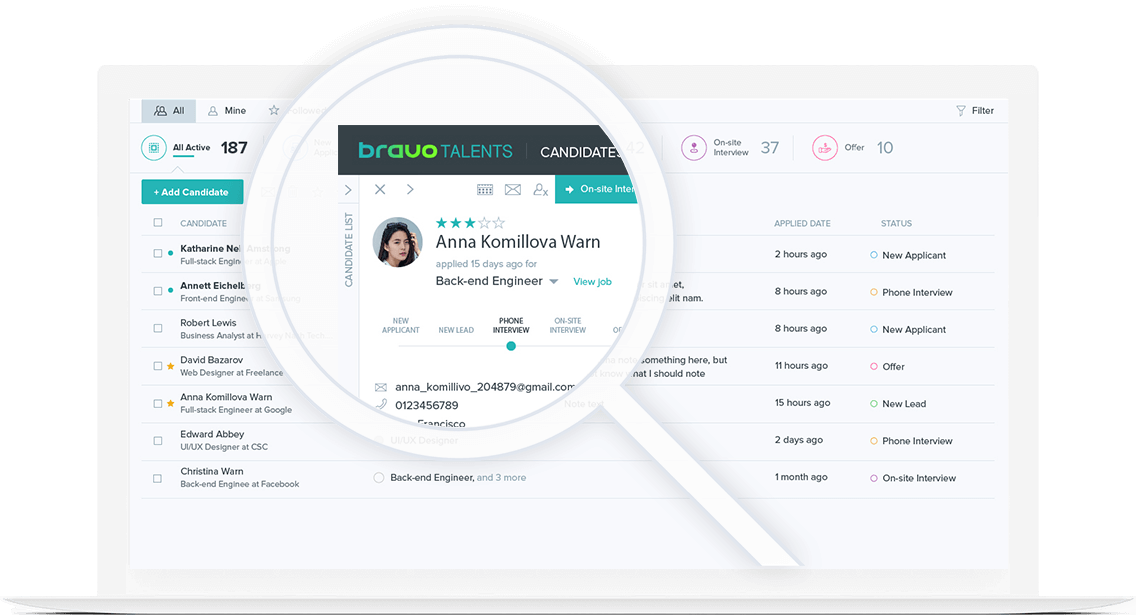 All
Mine
Followed
Filter
All Active 187
42
On-site
Interview 37
Offer 10
+ Add Candidate
CANDIDATE
APPLIED DATE
STATUS
Katharine Nel Armstrong
Full-stack Engineer at Apple
2 hours ago
New Applicant
Annett Eichelberg
Front-end Engineer at Samsung
sit amet,
elit nam.
8 hours ago
Phone Interview
Robert Lewis
Business Analyst at Harvey Nash
8 hours ago
New Applicant
David Bazarov
Web Designer at Freelance
something here, but
know what I should note
11 hours ago
Offer
Anna Komillova Warn
Full-stack Engineer at Google
Note text
15 hours ago
New Lead
Edward Abbey
UI/UX Designer at CSC
UI/UX Designer
2 days ago
Phone Interview
Christina Warn
Back-end Enginee at Facebook
Back-end Engineer, and 3 more
1 month ago
On-site Interview
bravo TALENTS
CANDIDATES
On-site Inter
CANDIDATE LIST
Anna Komillova Warn
applied 15 days ago for
Back-end Engineer
View job
NEW
APPLICANT
NEW LEAD
PHONE
INTERVIEW
ON-SITE
INTERVIEW
OF
anna_komillivo_204879@gmail.com
0123456789
Francisco